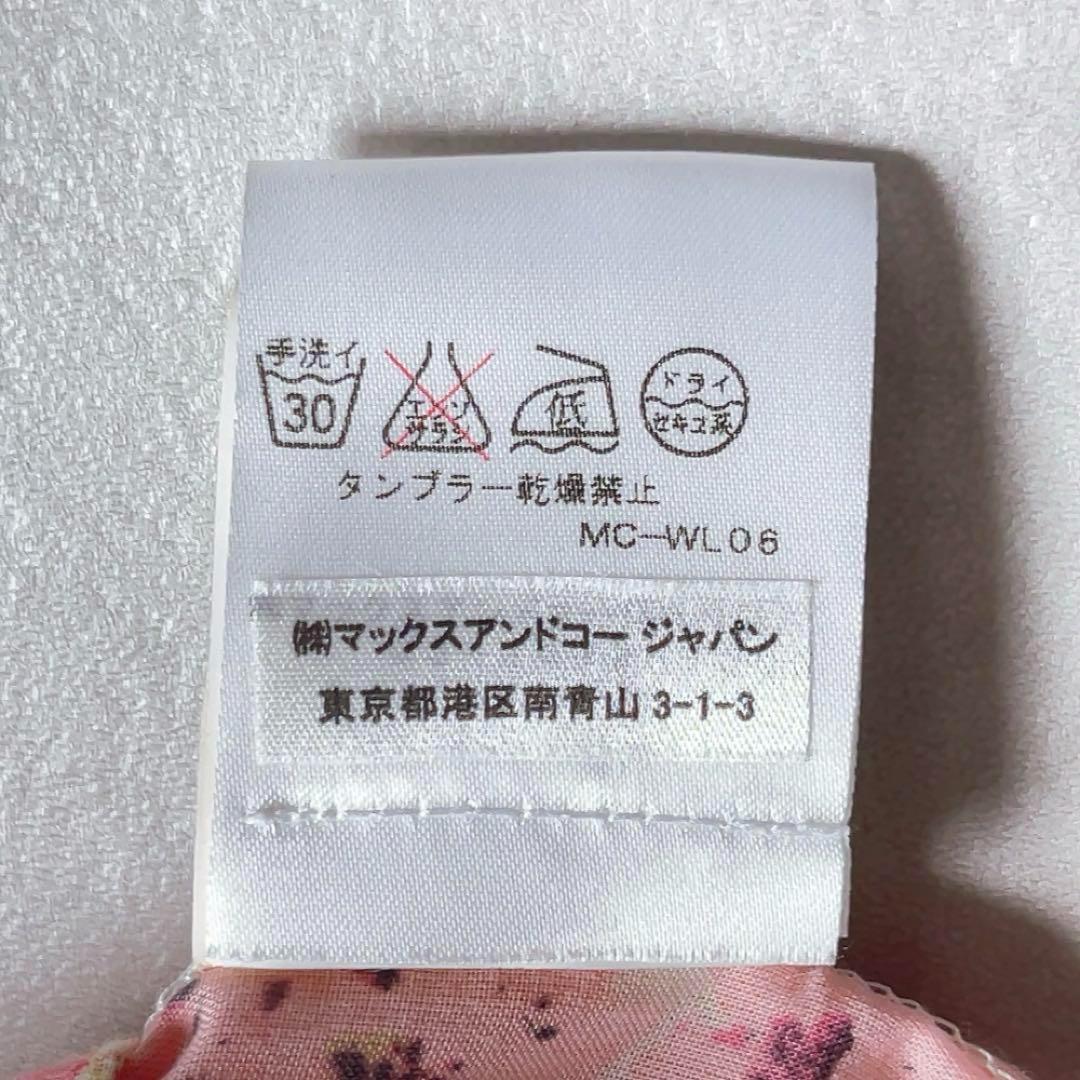 手洗イ
30
エンソ
サラシ
低
ドライ
セキユ系
タンブラー乾燥禁止
MC-WL06
㈱マックスアンドコー ジャパン
東京都港区南青山 3-1-3